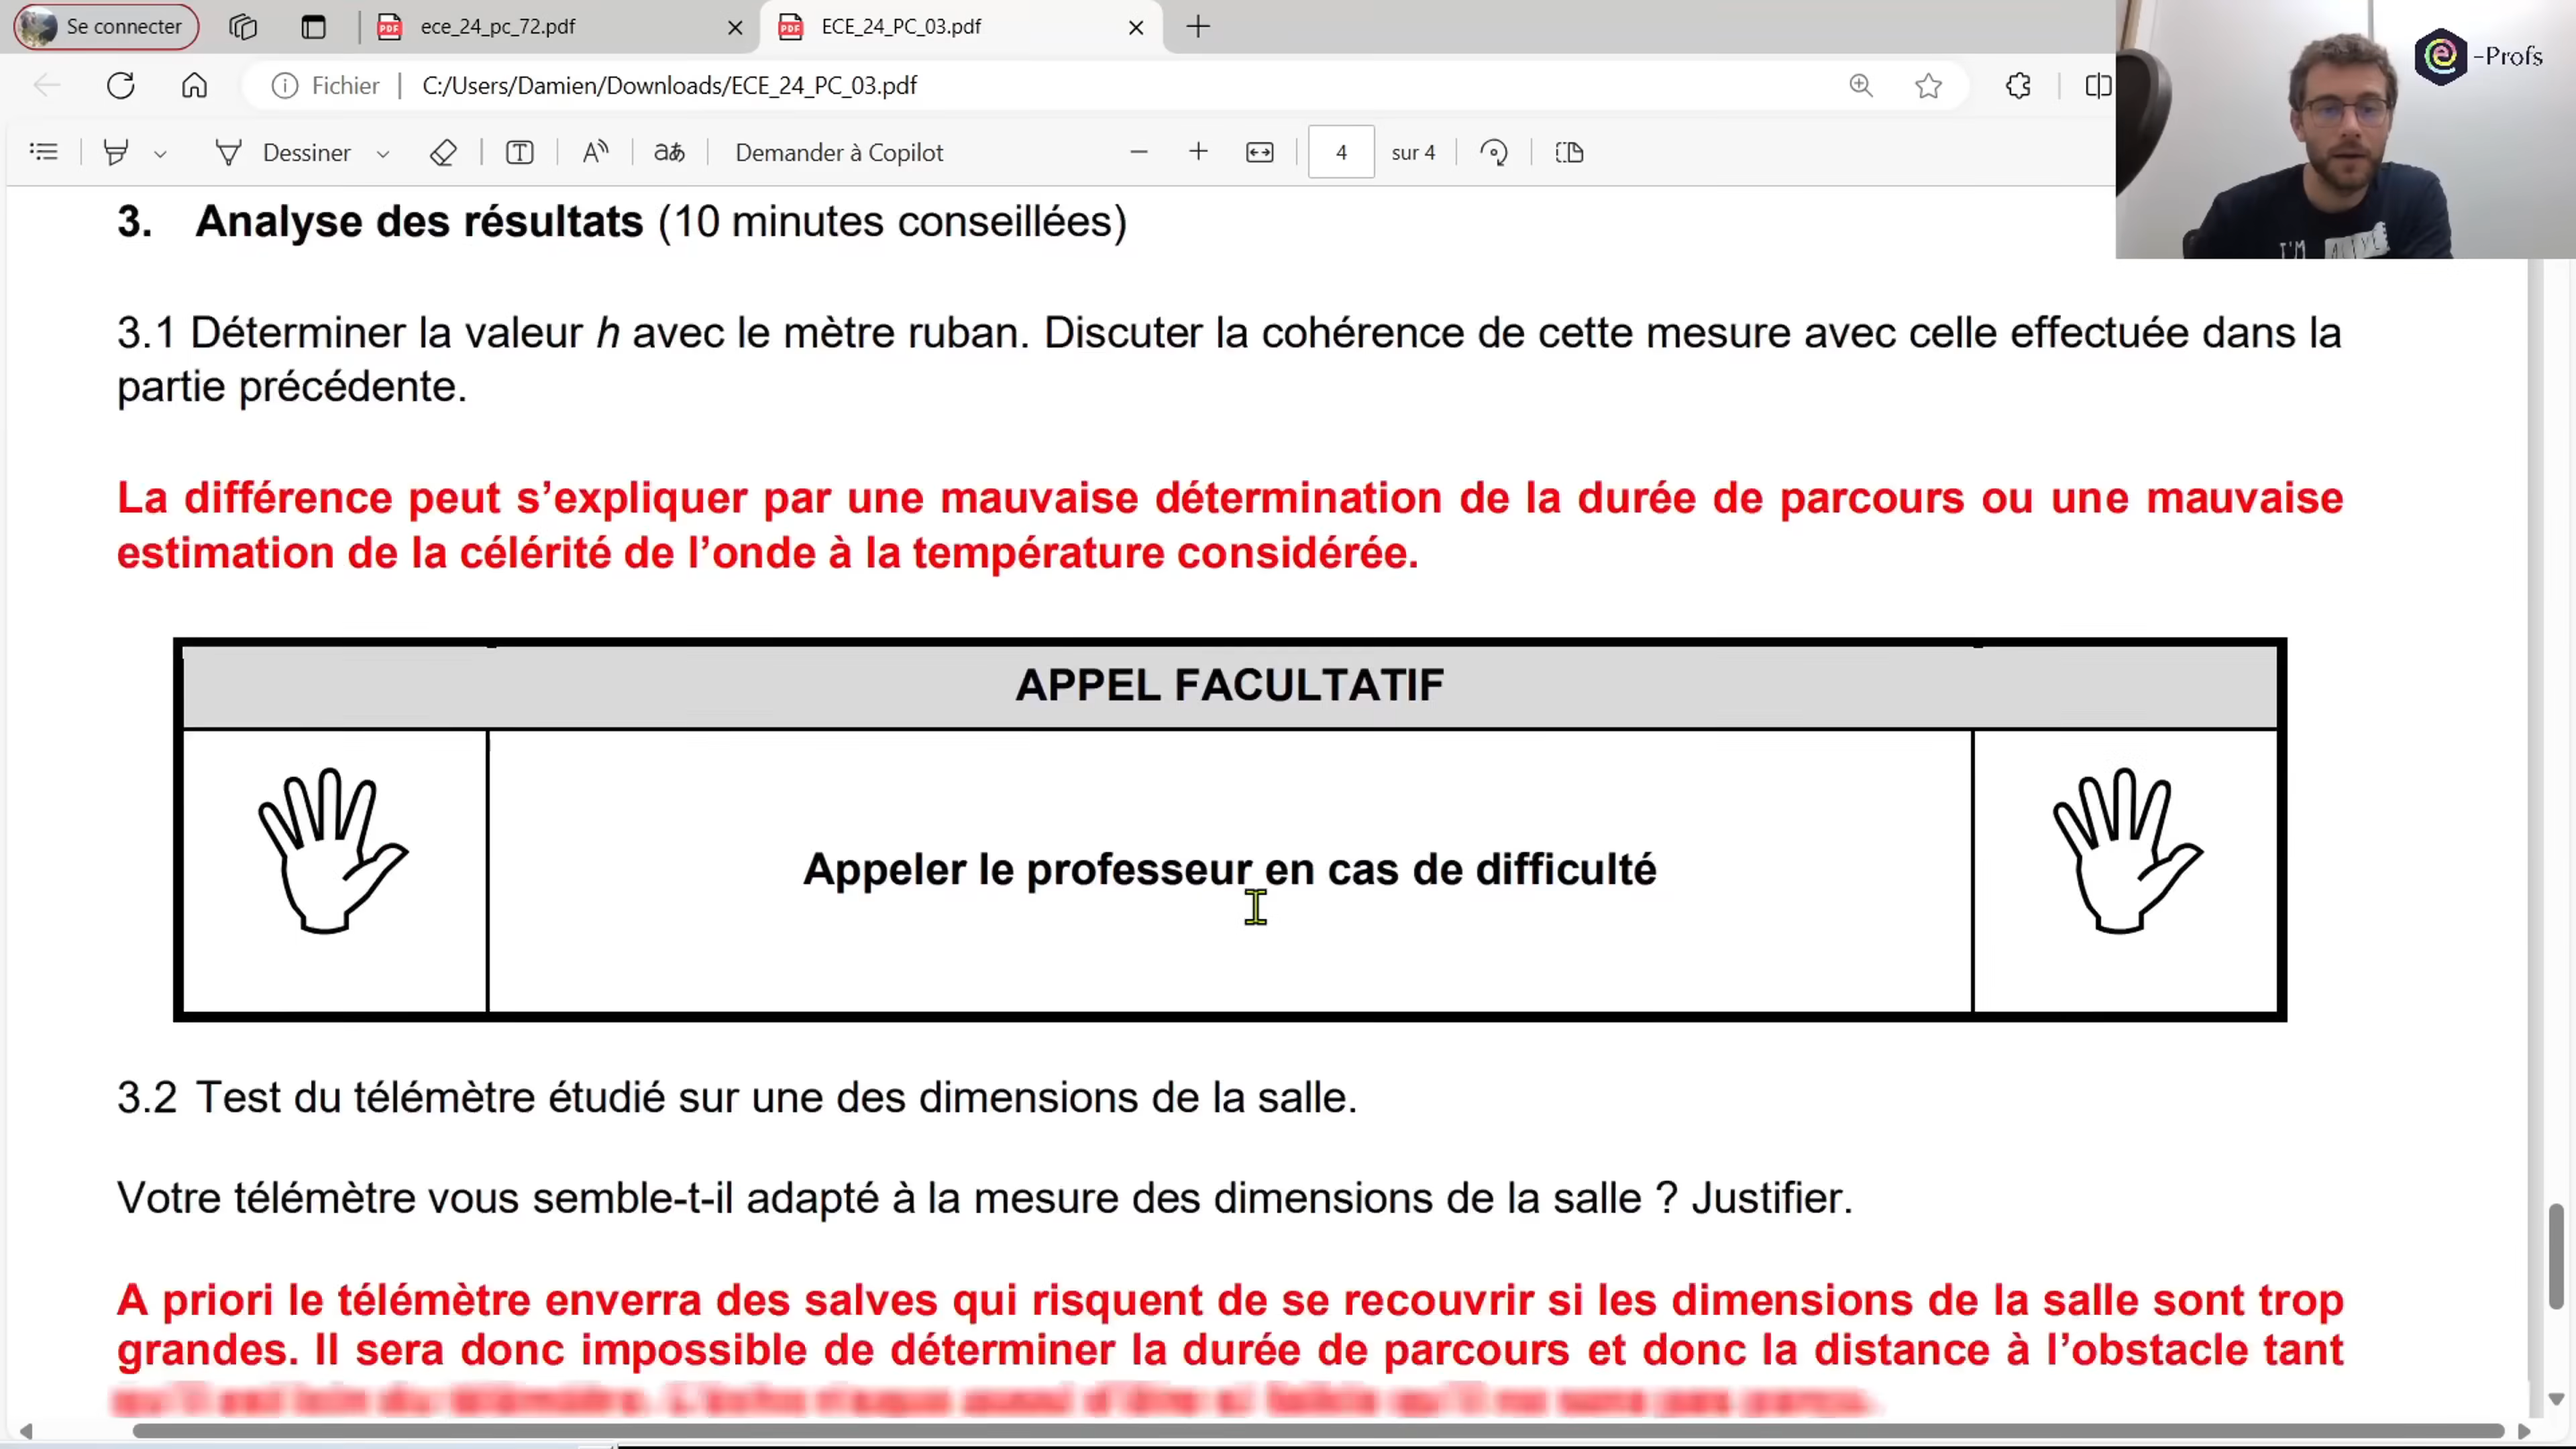 Se connecter
ece_24_pc_72.pdf
ECE_24_PC_03.pdf
-Profs
Fichier
C:/Users/Damien/Downloads/ECE_24_PC_03.pdf
Dessiner
Demander à Copilot
4
sur 4
I'M
3. Analyse des résultats (10 minutes conseillées)
3.1 Déterminer la valeur h avec le mètre ruban. Discuter la cohérence de cette mesure avec celle effectuée dans la
partie précédente.
La différence peut s’expliquer par une mauvaise détermination de la durée de parcours ou une mauvaise
estimation de la célérité de l’onde à la température considérée.
APPEL FACULTATIF
Appeler le professeur en cas de difficulté
3.2 Test du télémètre étudié sur une des dimensions de la salle.
Votre télémètre vous semble-t-il adapté à la mesure des dimensions de la salle ? Justifier.
A priori le télémètre enverra des salves qui risquent de se recouvrir si les dimensions de la salle sont trop
grandes. Il sera donc impossible de déterminer la durée de parcours et donc la distance à l’obstacle tant